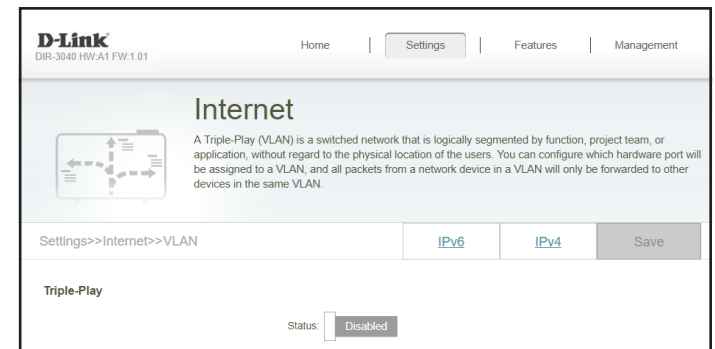 D-Link
DIR-3040 HW:A1 FW:1.01
Home
Settings
Features
Management
Internet
A Triple-Play (VLAN) is a switched network that is logically segmented by function, project team, or
application, without regard to the physical location of the users. You can configure which hardware port will
be assigned to a VLAN, and all packets from a network device in a VLAN will only be forwarded to other
devices in the same VLAN.
Settings>>Internet>>VLAN
IPv6
IPv4
Save
Triple-Play
Status: Disabled